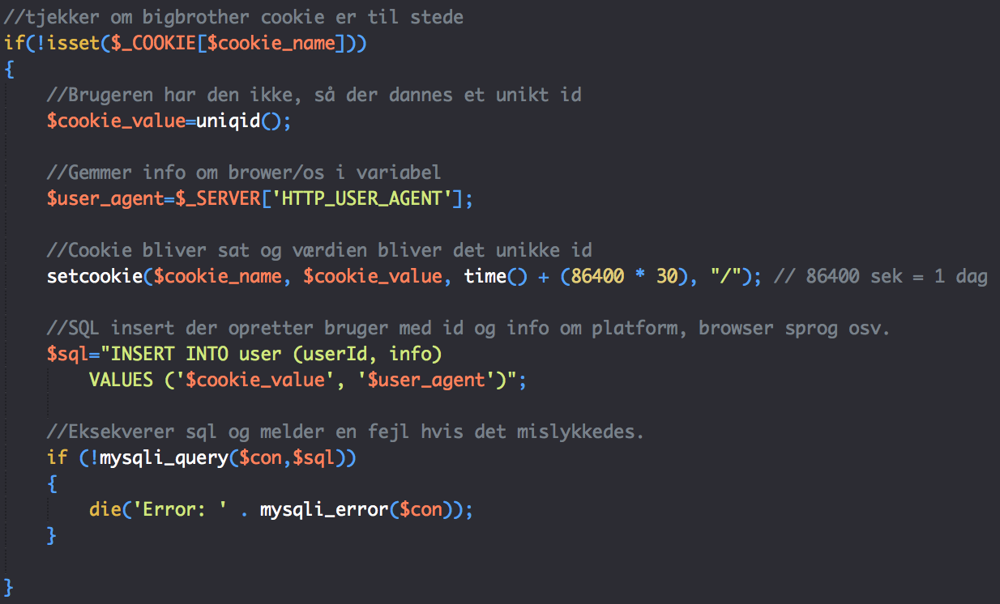 //tjekker om bigbrother cookie er til stede
if(!isset($_COOKIE[$cookie_name]))
{
//Brugeren har den ikke, så der dannes et unikt id
$cookie_value=uniqid();
//Gemmer info om brower/os i variabel
$user_agent=$_SERVER['HTTP_USER_AGENT'];
//Cookie bliver sat og værdien bliver det unikke id
setcookie($cookie_name, $cookie_value, time() + (86400 * 30), "/"); // 86400 sek = 1 dag
//SQL insert der opretter bruger med id og info om platform, browser sprog osv.
$sql="INSERT INTO user (userId, info)
VALUES ('$cookie_value', '$user_agent')";
//Eksekverer sql og melder en fejl hvis det mislykkedes.
if (!mysqli_query($con,$sql))
{
die('Error: ' . mysqli_error($con));
}
}